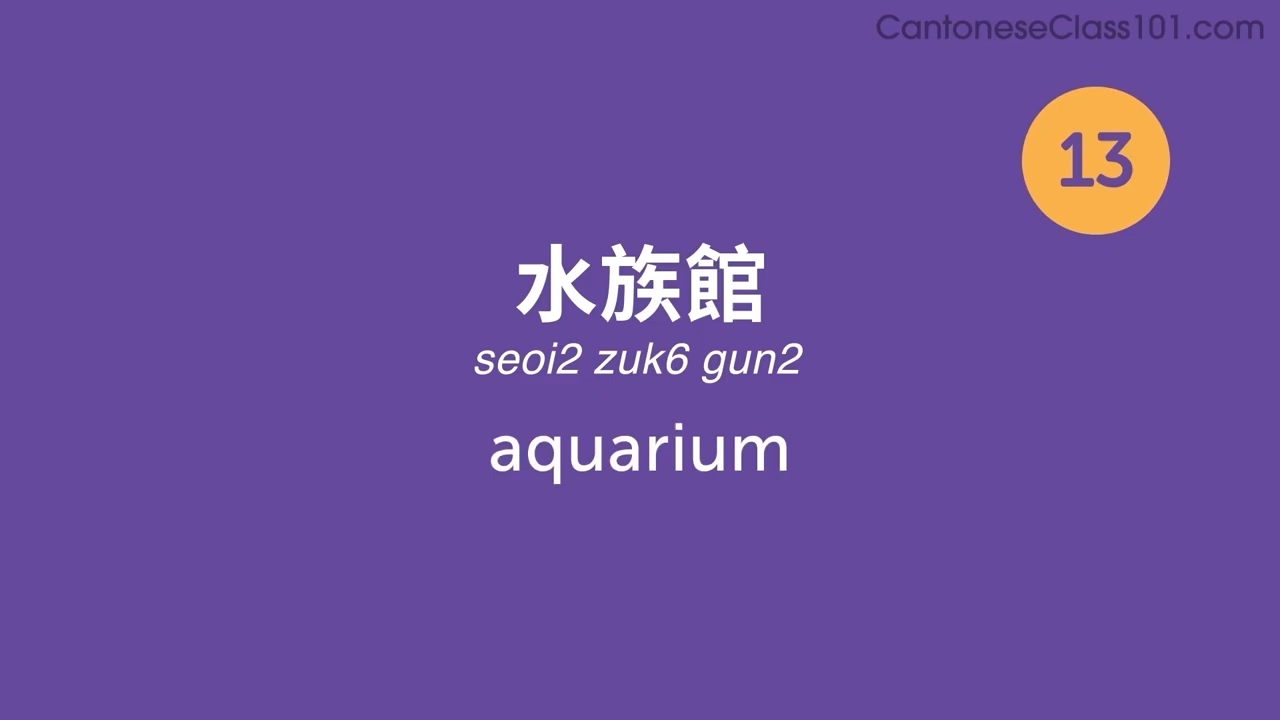 CantoneseClass101.com
13
水族館
seoi2 zuk6 gun2
aquarium